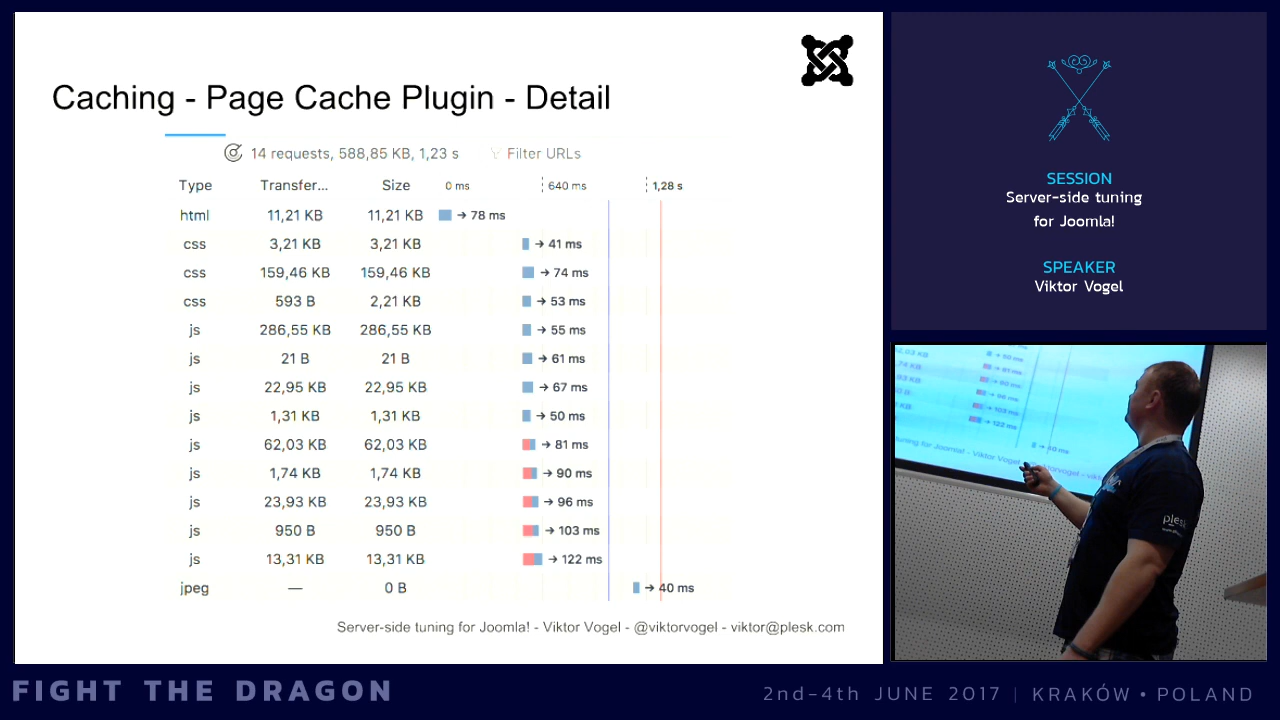 Caching - Page Cache Plugin - Detail
14 requests, 588,85 KB, 1,23 s Filter URLs
Type Transfer... Size 0 ms 640 ms 1,28 s
html 11,21 KB 11,21 KB → 78 ms
css 3,21 KB 3,21 KB → 41 ms
css 159,46 KB 159,46 KB → 74 ms
css 593 B 2,21 KB → 53 ms
js 286,55 KB 286,55 KB → 55 ms
js 21 B 21 B → 61 ms
js 22,95 KB 22,95 KB → 67 ms
js 1,31 KB 1,31 KB → 50 ms
js 62,03 KB 62,03 KB → 81 ms
js 1,74 KB 1,74 KB → 90 ms
js 23,93 KB 23,93 KB → 96 ms
js 950 B 950 B → 103 ms
js 13,31 KB 13,31 KB → 122 ms
jpeg — 0 B → 40 ms
Server-side tuning for Joomla! - Viktor Vogel - @viktorvogel - viktor@plesk.com
SESSION
Server-side tuning
for Joomla!
SPEAKER
Viktor Vogel
tuning for Joomla! - Viktor Vogel
plesk
FIGHT THE DRAGON
2nd-4th JUNE 2017 | KRAKÓW • POLAND